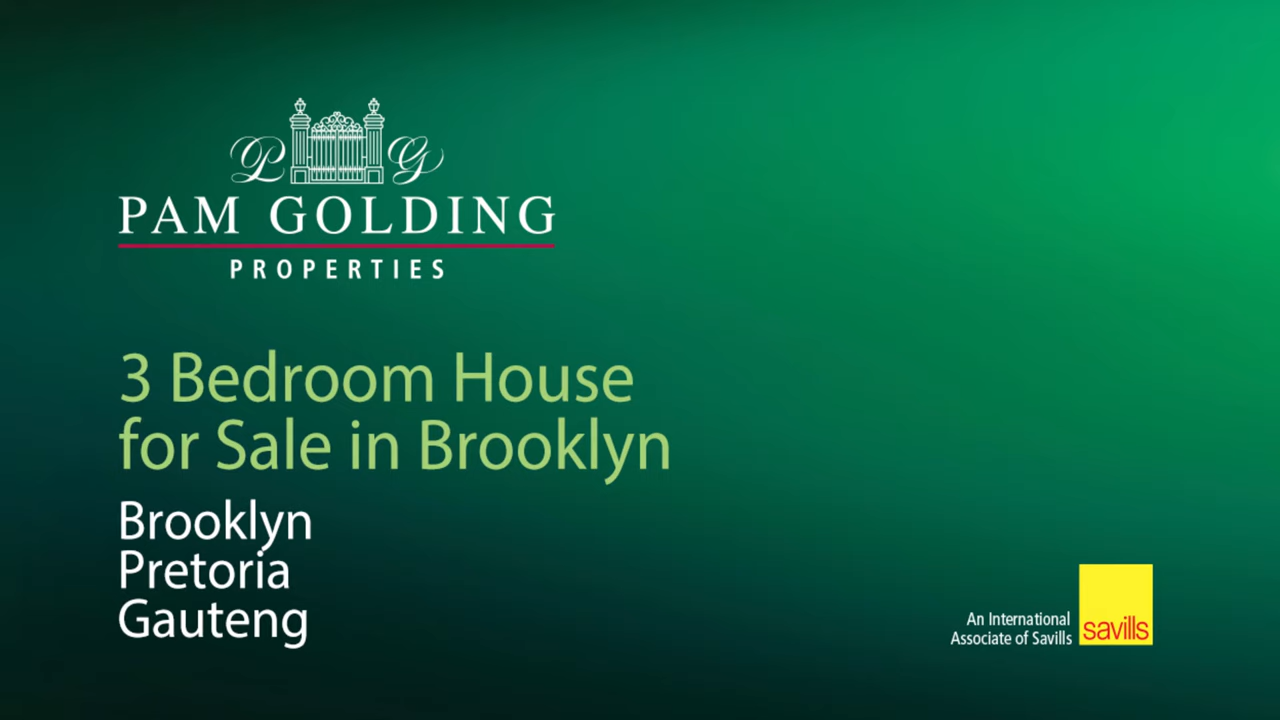 P G
PAM GOLDING
PROPERTIES
3 Bedroom House
for Sale in Brooklyn
Brooklyn
Pretoria
Gauteng
An International
Associate of Savills
savills